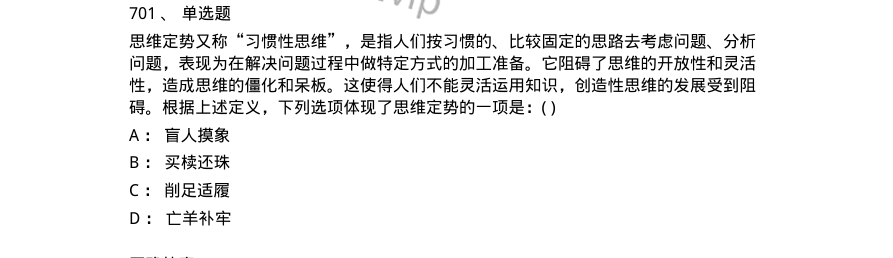 701 、 单选题
思维定势又称“习惯性思维”，是指人们按习惯的、比较固定的思路去考虑问题、分析
问题，表现为在解决问题过程中做特定方式的加工准备。它阻碍了思维的开放性和灵活
性，造成思维的僵化和呆板。这使得人们不能灵活运用知识，创造性思维的发展受到阻
碍。根据上述定义，下列选项体现了思维定势的一项是：( )
A ： 盲人摸象
B ： 买椟还珠
C ： 削足适履
D ： 亡羊补牢